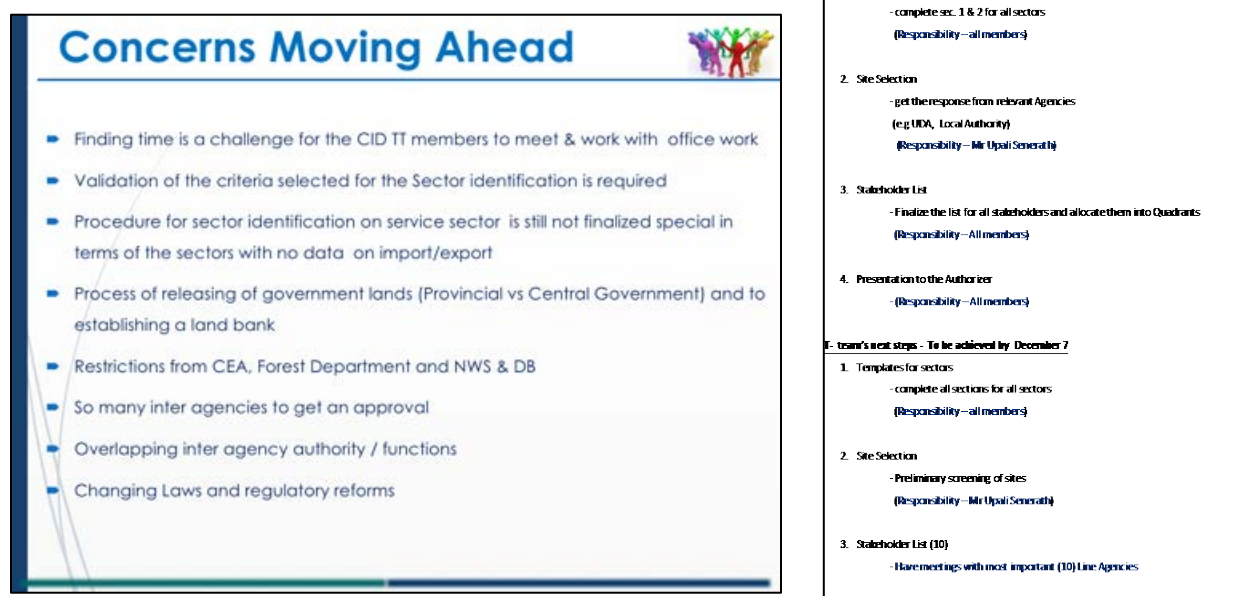 Concerns Moving Ahead
Finding time is a challenge for the CID TT members to meet & work with office work
Validation of the criteria selected for the Sector identification is required
Procedure for sector identification on service sector is still not finalized special in
terms of the sectors with no data on import/export
Process of releasing of government lands (Provincial vs Central Government) and to
establishing a land bank
Restrictions from CEA, Forest Department and NWS & DB
So many inter agencies to get an approval
Overlapping inter agency authority / functions
Changing Laws and regulatory reforms
- complete sec. 1 & 2 for all sectors
(Responsibility – all members)
2. Site Selection
- get the response from relevant Agencies
(e.g UDA, Local Authority)
(Responsibility – Mr Upali Senerath)
3. Stakeholder List
- Finalize the list for all stakeholders and allocate them into Quadrants
(Responsibility – All members)
4. Presentation to the Authorizer
- (Responsibility – All members)
T- team's next steps - To be achieved by December 7
1. Templates for sectors
- complete all sections for all sectors
(Responsibility – all members)
2. Site Selection
- Preliminary screening of sites
(Responsibility – Mr Upali Senerath)
3. Stakeholder List (10)
- Have meetings with most important (10) Line Agencies